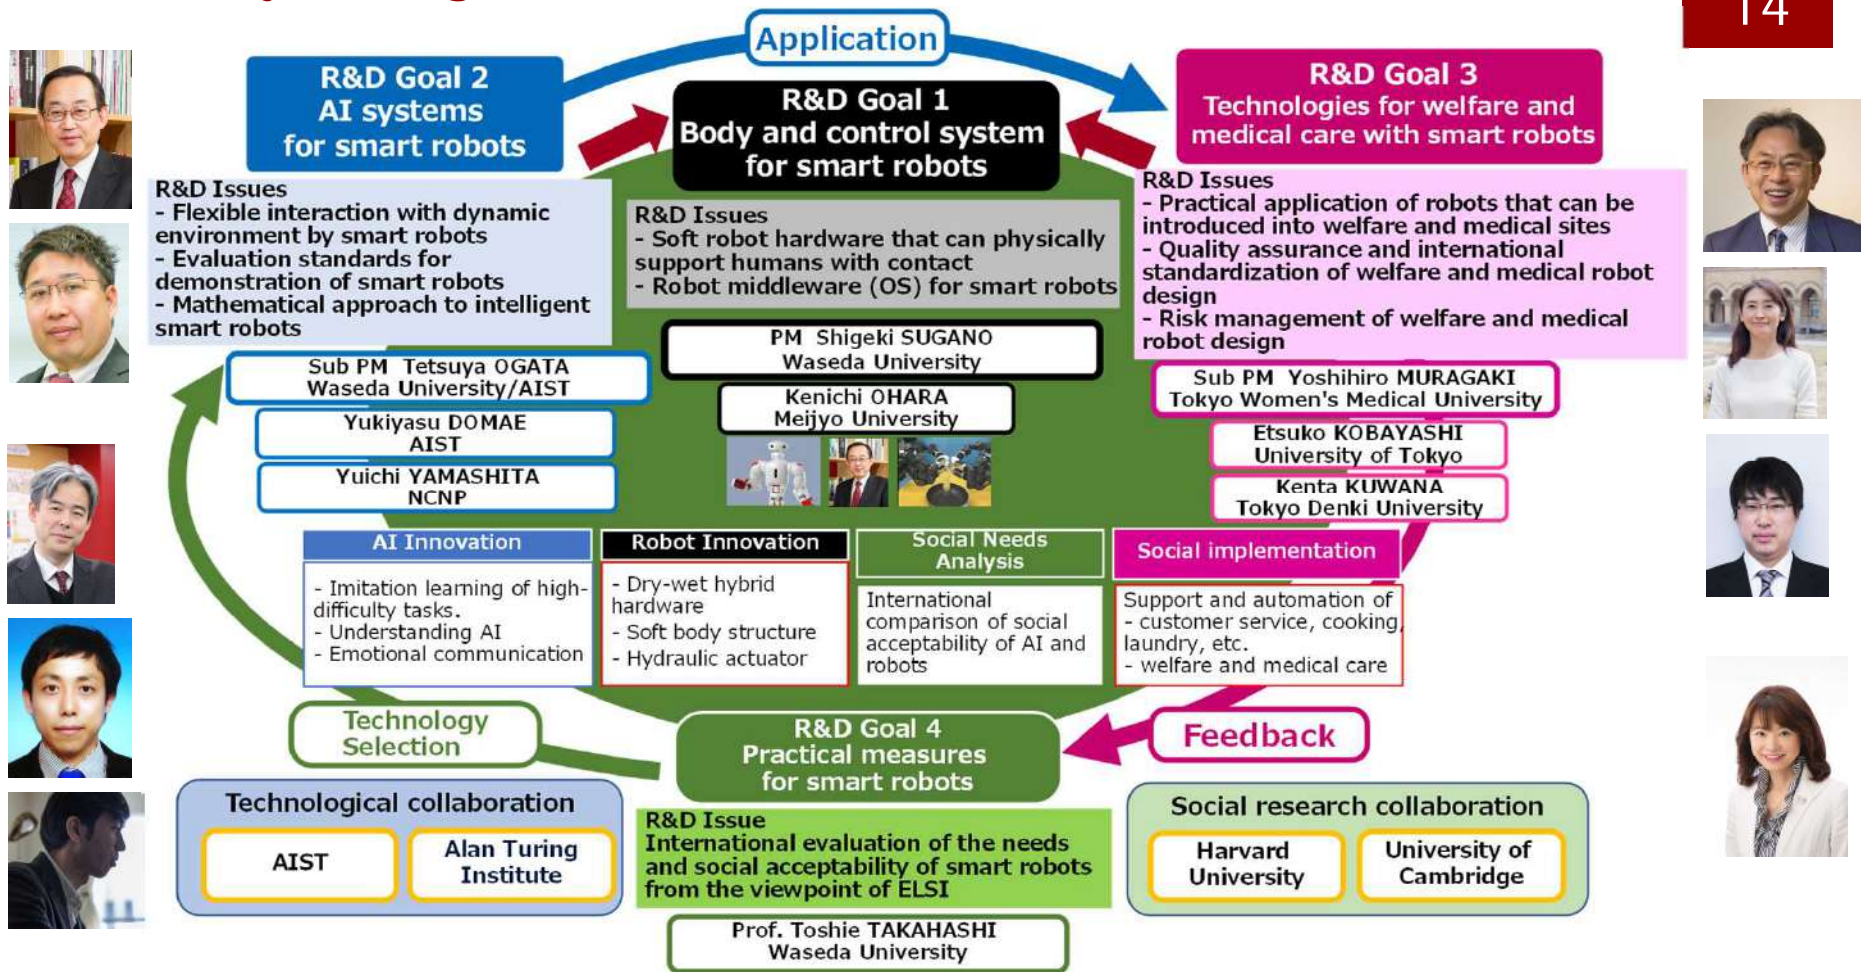 14
Application
R&D Goal 2
AI systems
for smart robots
R&D Goal 1
Body and control system
for smart robots
R&D Goal 3
Technologies for welfare and
medical care with smart robots
R&D Issues
- Flexible interaction with dynamic
environment by smart robots
- Evaluation standards for
demonstration of smart robots
- Mathematical approach to intelligent
smart robots
R&D Issues
- Soft robot hardware that can physically
support humans with contact
- Robot middleware (OS) for smart robots
R&D Issues
- Practical application of robots that can be
introduced into welfare and medical sites
- Quality assurance and international
standardization of welfare and medical robot
design
- Risk management of welfare and medical
robot design
Sub PM Tetsuya OGATA
Waseda University/AIST
Yukiyasu DOMAE
AIST
Yuichi YAMASHITA
NCNP
PM Shigeki SUGANO
Waseda University
Kenichi OHARA
Meijyo University
Sub PM Yoshihiro MURAGAKI
Tokyo Women's Medical University
Etsuko KOBAYASHI
University of Tokyo
Kenta KUWANA
Tokyo Denki University
AI Innovation
- Imitation learning of high-
difficulty tasks.
- Understanding AI
- Emotional communication
Robot Innovation
- Dry-wet hybrid
hardware
- Soft body structure
- Hydraulic actuator
Social Needs
Analysis
International
comparison of social
acceptability of AI and
robots
Social implementation
Support and automation of
- customer service, cooking,
laundry, etc.
- welfare and medical care
Technology
Selection
R&D Goal 4
Practical measures
for smart robots
Feedback
Technological collaboration
AIST
Alan Turing
Institute
R&D Issue
International evaluation of the needs
and social acceptability of smart robots
from the viewpoint of ELSI
Prof. Toshie TAKAHASHI
Waseda University
Social research collaboration
Harvard
University
University of
Cambridge